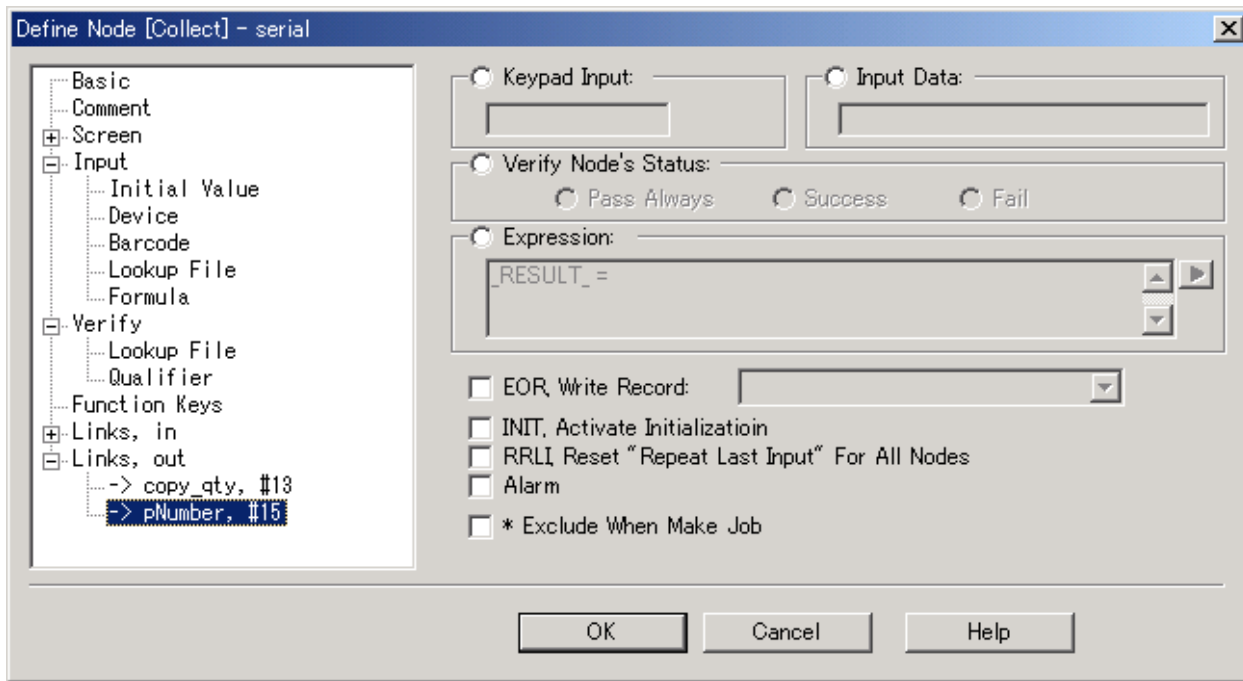 Define Node [Collect] - serial
Basic
Comment
Screen
Input
Initial Value
Device
Barcode
Lookup File
Formula
Verify
Lookup File
Qualifier
Function Keys
Links, in
Links, out
-> copy_qty, #13
-> pNumber, #15
Keypad Input:
Input Data:
Verify Node's Status:
Pass Always Success Fail
Expression:
_RESULT_ =
EOR, Write Record:
INIT, Activate Initializatioin
RRLI, Reset "Repeat Last Input" For All Nodes
Alarm
* Exclude When Make Job
OK Cancel Help